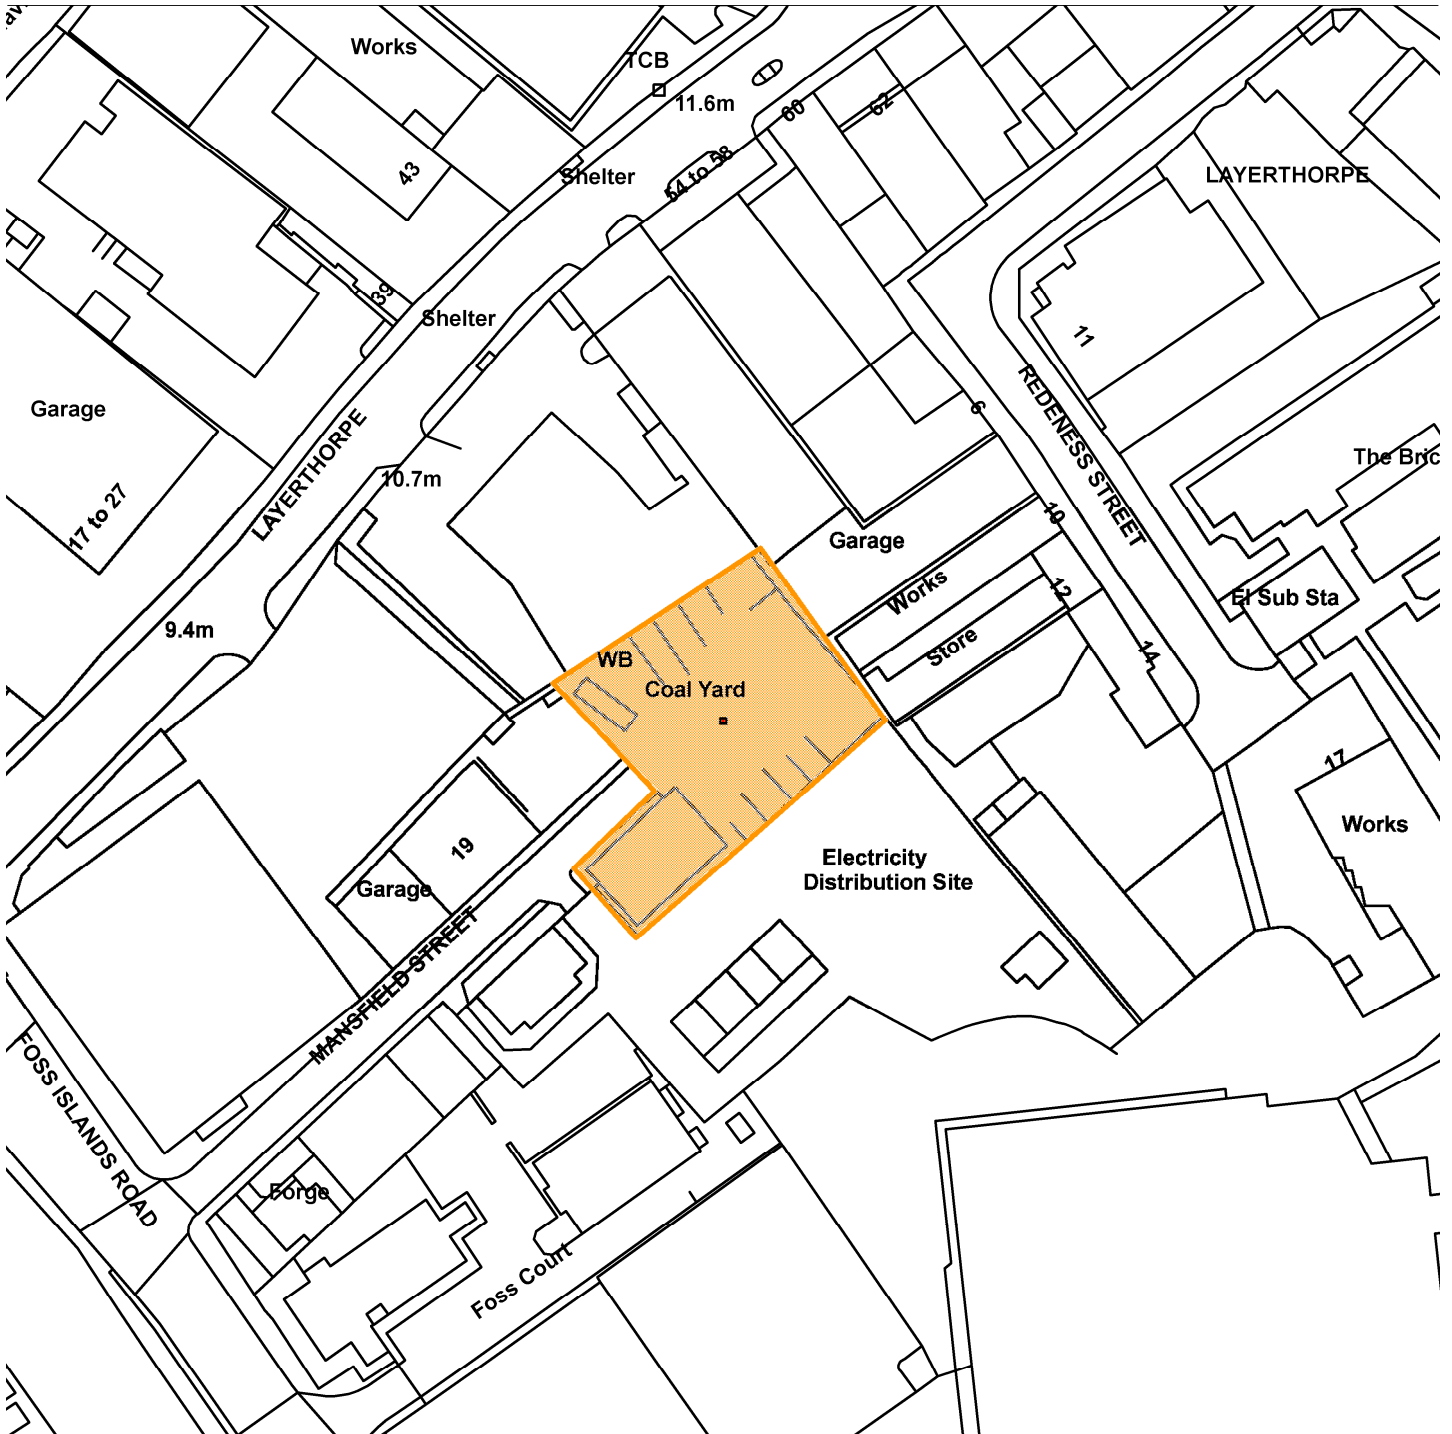 Works
TCB
11.6m
60
62
43
Shelter
54 to 58
LAYERTHORPE
39
Shelter
11
Garage
LAYERTHORPE
6
REDENESS STREET
The Bric
10.7m
17 to 27
10
Garage
Works
12
El Sub Sta
9.4m
Store
14
WB
Coal Yard
17
Works
19
Garage
Electricity
Distribution Site
MANSFIELD STREET
FOSS ISLANDS ROAD
Forge
Foss Court